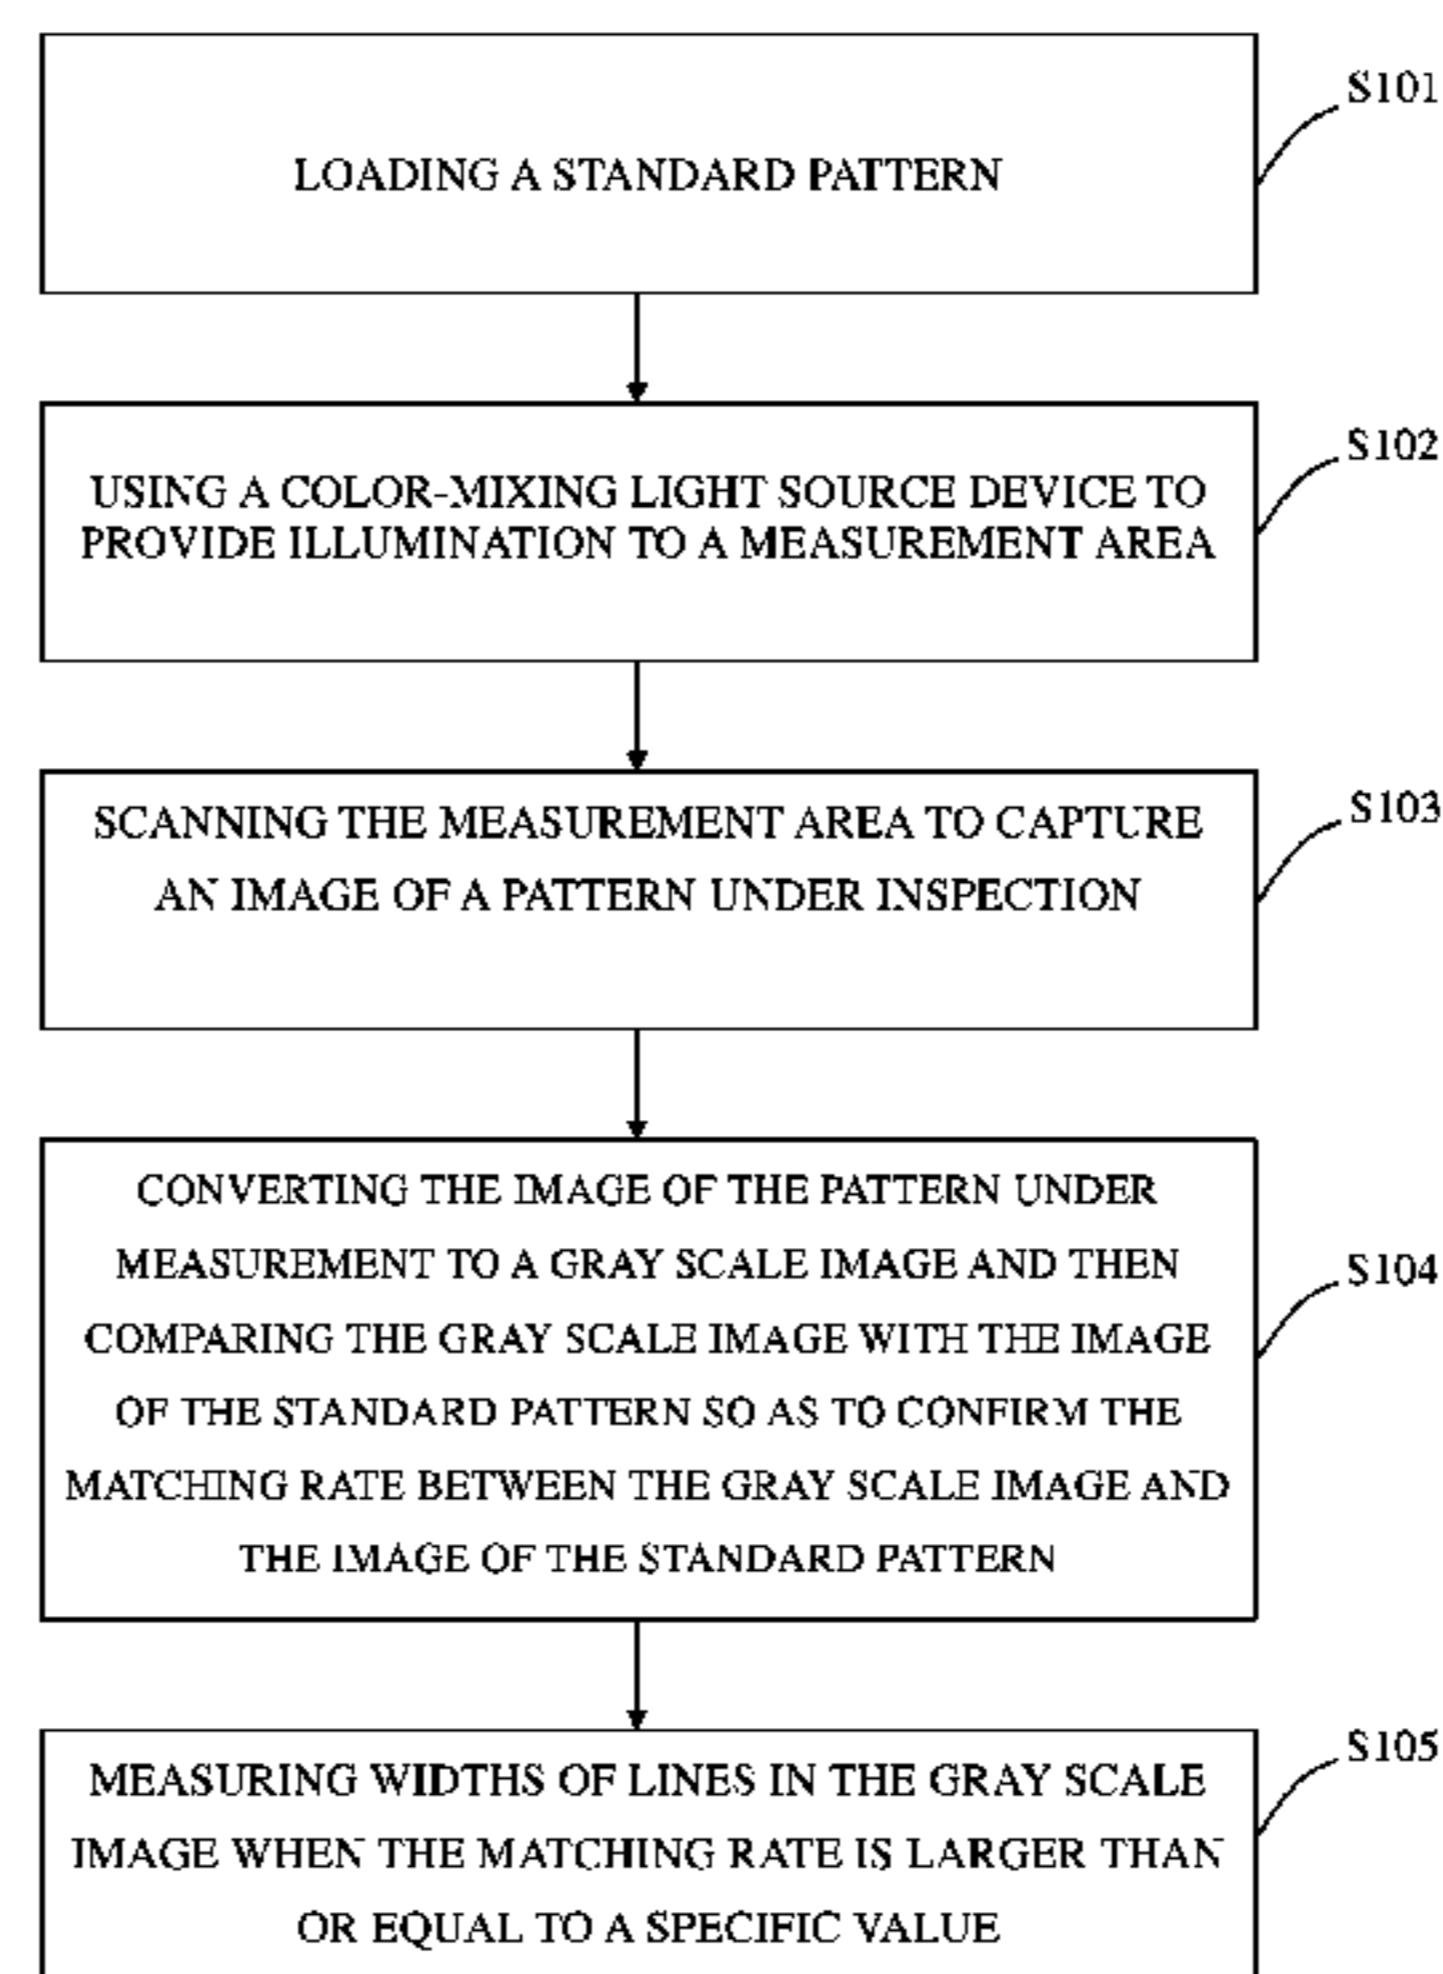 S101
LOADING A STANDARD PATTERN
S102
USING A COLOR-MIXING LIGHT SOURCE DEVICE TO
PROVIDE ILLUMINATION TO A MEASUREMENT AREA
S103
SCANNING THE MEASUREMENT AREA TO CAPTURE
AN IMAGE OF A PATTERN UNDER INSPECTION
S104
CONVERTING THE IMAGE OF THE PATTERN UNDER
MEASUREMENT TO A GRAY SCALE IMAGE AND THEN
COMPARING THE GRAY SCALE IMAGE WITH THE IMAGE
OF THE STANDARD PATTERN SO AS TO CONFIRM THE
MATCHING RATE BETWEEN THE GRAY SCALE IMAGE AND
THE IMAGE OF THE STANDARD PATTERN
S105
MEASURING WIDTHS OF LINES IN THE GRAY SCALE
IMAGE WHEN THE MATCHING RATE IS LARGER THAN
OR EQUAL TO A SPECIFIC VALUE